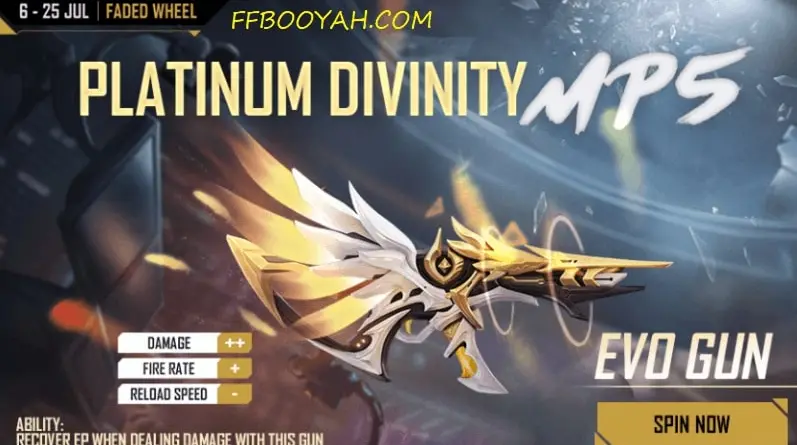 6 - 25 JUL | FADED WHEEL
FFBOOYAH.COM
PLATINUM DIVINITY MP5
DAMAGE ++
FIRE RATE +
RELOAD SPEED -
EVO GUN
SPIN NOW
ABILITY:
RECOVER EP WHEN DEALING DAMAGE WITH THIS GUN